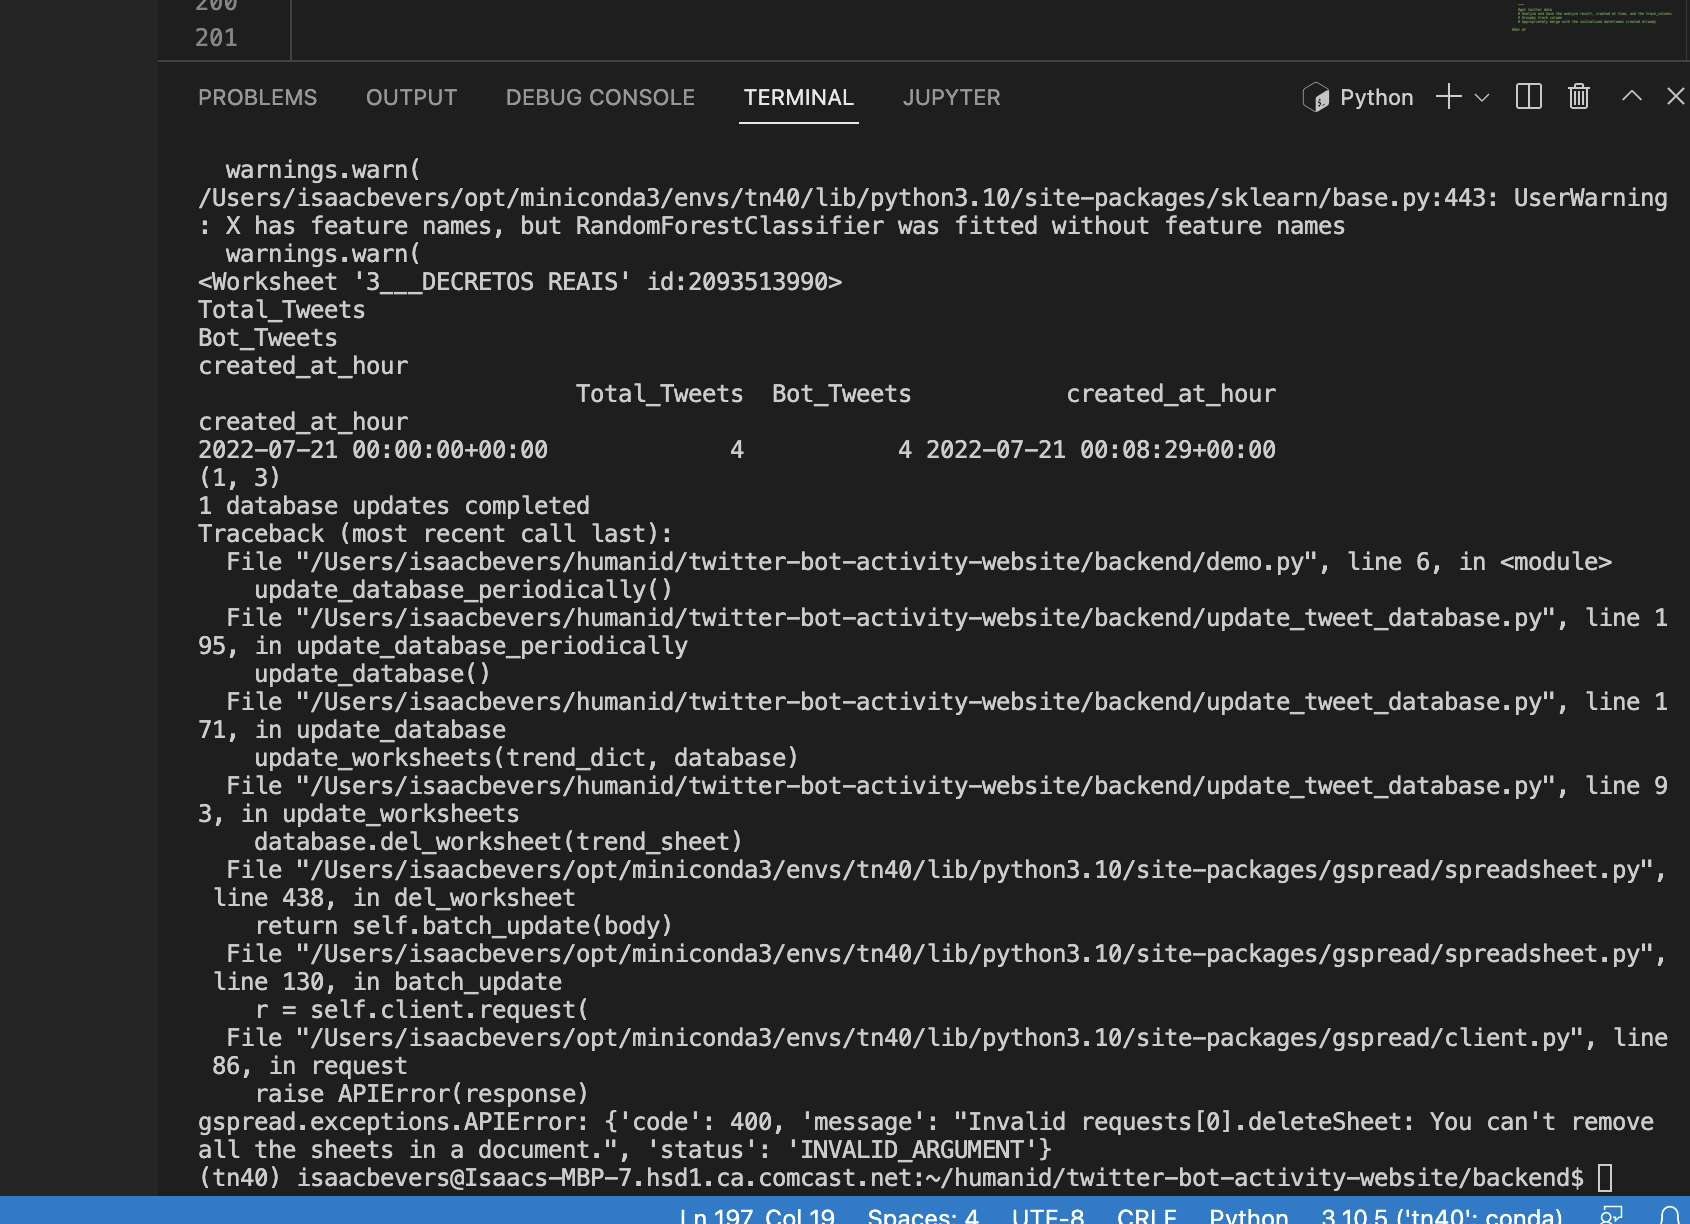 200
201
PROBLEMS OUTPUT DEBUG CONSOLE TERMINAL JUPYTER Python
warnings.warn(
/Users/isaacbevers/opt/miniconda3/envs/tn40/lib/python3.10/site-packages/sklearn/base.py:443: UserWarning
: X has feature names, but RandomForestClassifier was fitted without feature names
warnings.warn(
<Worksheet '3___DECRETOS REAIS' id:2093513990>
Total_Tweets
Bot_Tweets
created_at_hour
Total_Tweets Bot_Tweets created_at_hour
created_at_hour
2022-07-21 00:00:00+00:00 4 4 2022-07-21 00:08:29+00:00
(1, 3)
1 database updates completed
Traceback (most recent call last):
File "/Users/isaacbevers/humanid/twitter-bot-activity-website/backend/demo.py", line 6, in <module>
update_database_periodically()
File "/Users/isaacbevers/humanid/twitter-bot-activity-website/backend/update_tweet_database.py", line 1
95, in update_database_periodically
update_database()
File "/Users/isaacbevers/humanid/twitter-bot-activity-website/backend/update_tweet_database.py", line 1
71, in update_database
update_worksheets(trend_dict, database)
File "/Users/isaacbevers/humanid/twitter-bot-activity-website/backend/update_tweet_database.py", line 9
3, in update_worksheets
database.del_worksheet(trend_sheet)
File "/Users/isaacbevers/opt/miniconda3/envs/tn40/lib/python3.10/site-packages/gspread/spreadsheet.py",
line 438, in del_worksheet
return self.batch_update(body)
File "/Users/isaacbevers/opt/miniconda3/envs/tn40/lib/python3.10/site-packages/gspread/spreadsheet.py",
line 130, in batch_update
r = self.client.request(
File "/Users/isaacbevers/opt/miniconda3/envs/tn40/lib/python3.10/site-packages/gspread/client.py", line
86, in request
raise APIError(response)
gspread.exceptions.APIError: {'code': 400, 'message': "Invalid requests[0].deleteSheet: You can't remove
all the sheets in a document.", 'status': 'INVALID_ARGUMENT'}
(tn40) isaacbevers@Isaacs-MBP-7.hsd1.ca.comcast.net:~/humanid/twitter-bot-activity-website/backend$
Ln 197, Col 19 Spaces: 4 UTF-8 CRLF Python 3.10.5 ('tn40': conda)